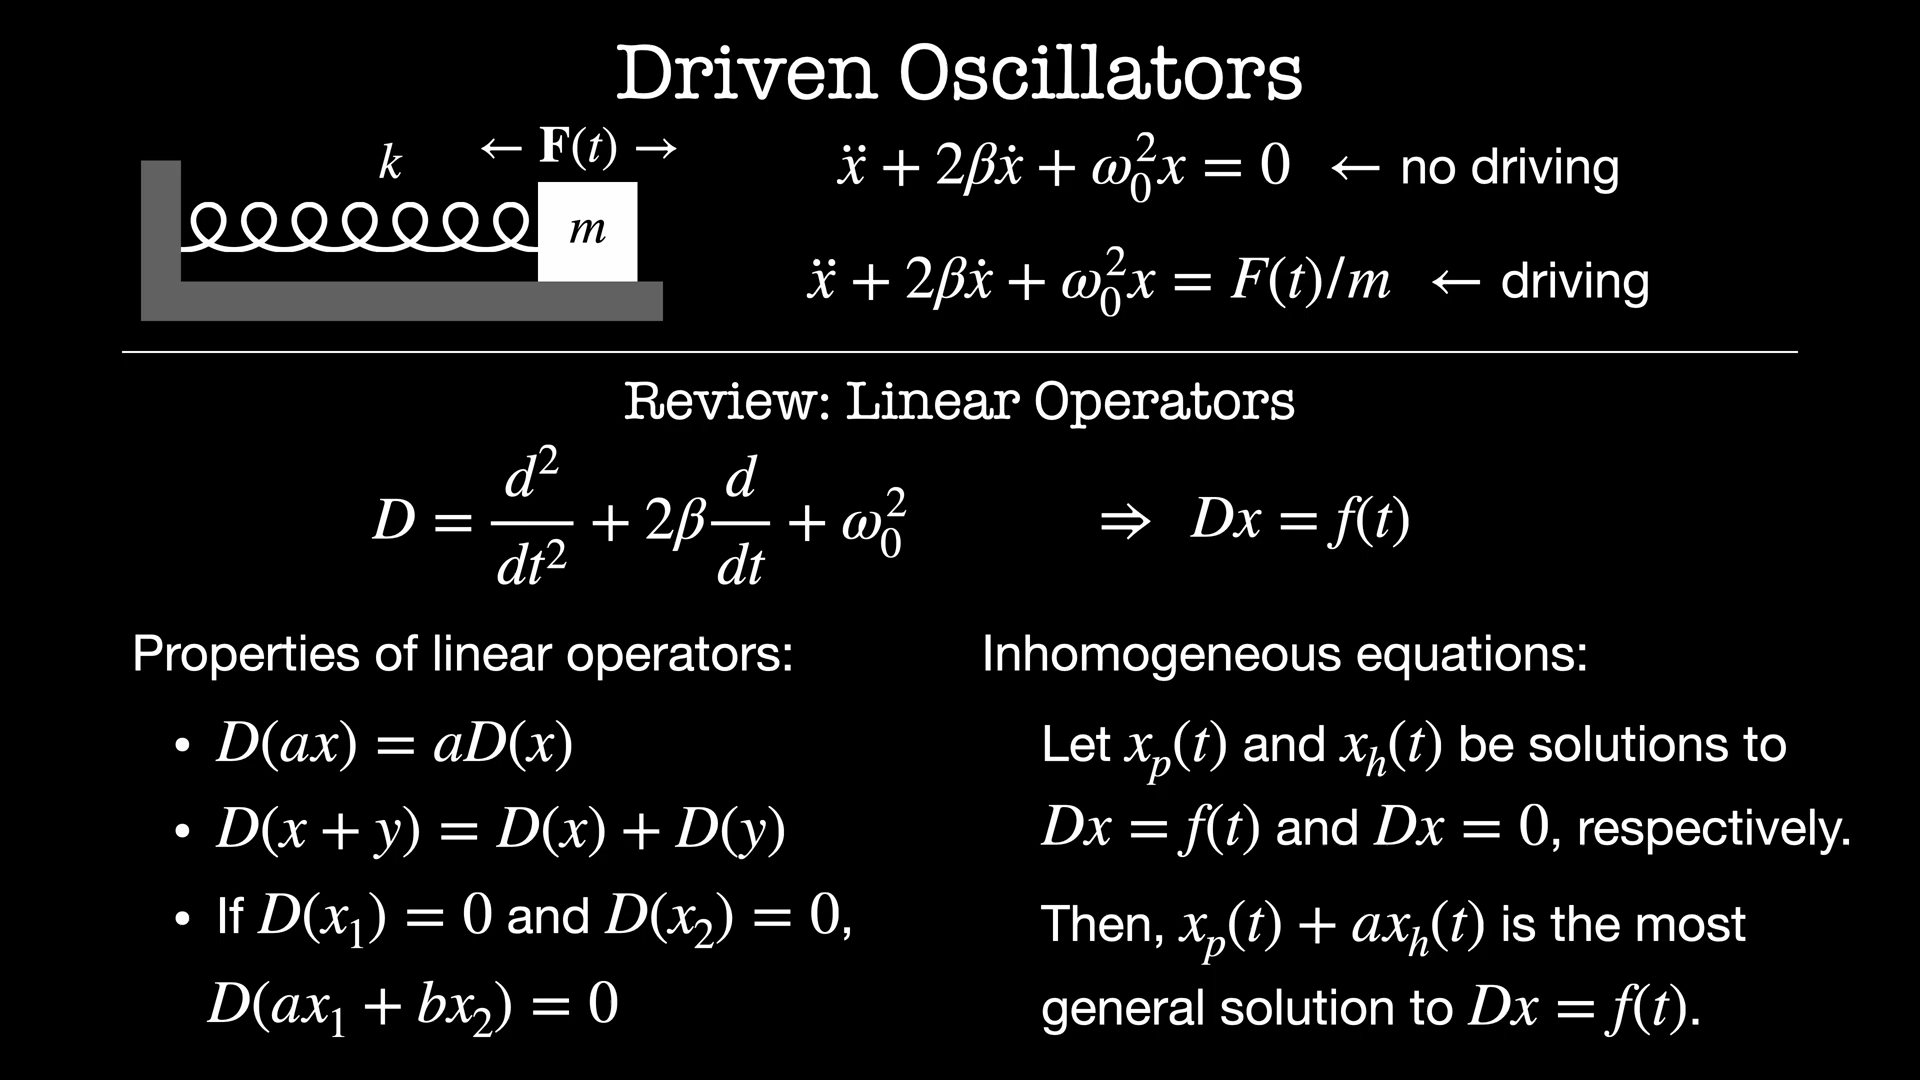 Driven Oscillators
k
← F(t) →
m
ẍ + 2βẋ + ω₀²x = 0 ← no driving
ẍ + 2βẋ + ω₀²x = F(t)/m ← driving
Review: Linear Operators
D = d²/dt² + 2β d/dt + ω₀² ⇒ Dx = f(t)
Properties of linear operators:
• D(ax) = aD(x)
• D(x + y) = D(x) + D(y)
• If D(x₁) = 0 and D(x₂) = 0,
D(ax₁ + bx₂) = 0
Inhomogeneous equations:
Let xₚ(t) and xₕ(t) be solutions to
Dx = f(t) and Dx = 0, respectively.
Then, xₚ(t) + axₕ(t) is the most
general solution to Dx = f(t).